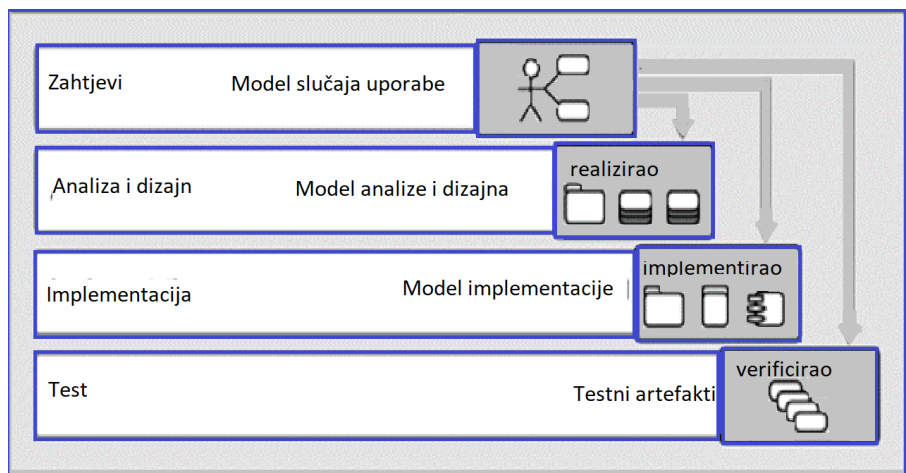 Zahtjevi
Model slučaja uporabe
Analiza i dizajn
Model analize i dizajna
realizirao
Implementacija
Model implementacije
implementirao
Test
Testni artefakti
verificirao